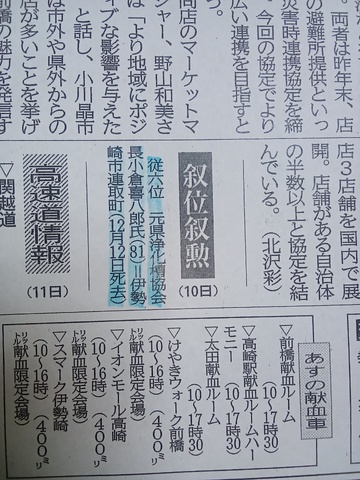 。両者は昨年末、店
の避難所提供といっ
災害時連携協定を締
。今回の協定でより
広い連携を目指すと
同店のマーケットマ
ジャー、野山和美さ
は「より地域にポジ
ィブな影響を与えた
と話し、小川晶市
は市外や県外からの
店が多いことを挙げ
前橋の魅力を発言す
店3店舗を国内で展
開。店舗がある自治体
の半数以上と協定を結
んでいる。(北沢彩)
叙位叙勲
(10日)
従六位 元県浄化槽協会
長小倉喜八郎氏(81)=伊勢
崎市連取町(12月12日死去)
高速道情報
(11日)
▽関越道
あすの献血車
▽前橋献血ルーム
10〜17時30
▽高崎駅献血ルームハー
モニー 10〜17時30
▽太田献血ルーム
10〜17時30
▽けやきウォーク前橋
(10〜16時)(400ミリ
リットル献血限定会場)
▽イオンモール高崎
(10〜16時)(400ミリ
リットル献血限定会場)
▽スマーク伊勢崎
(10〜16時)(400ミリ
リットル献血限定会場)